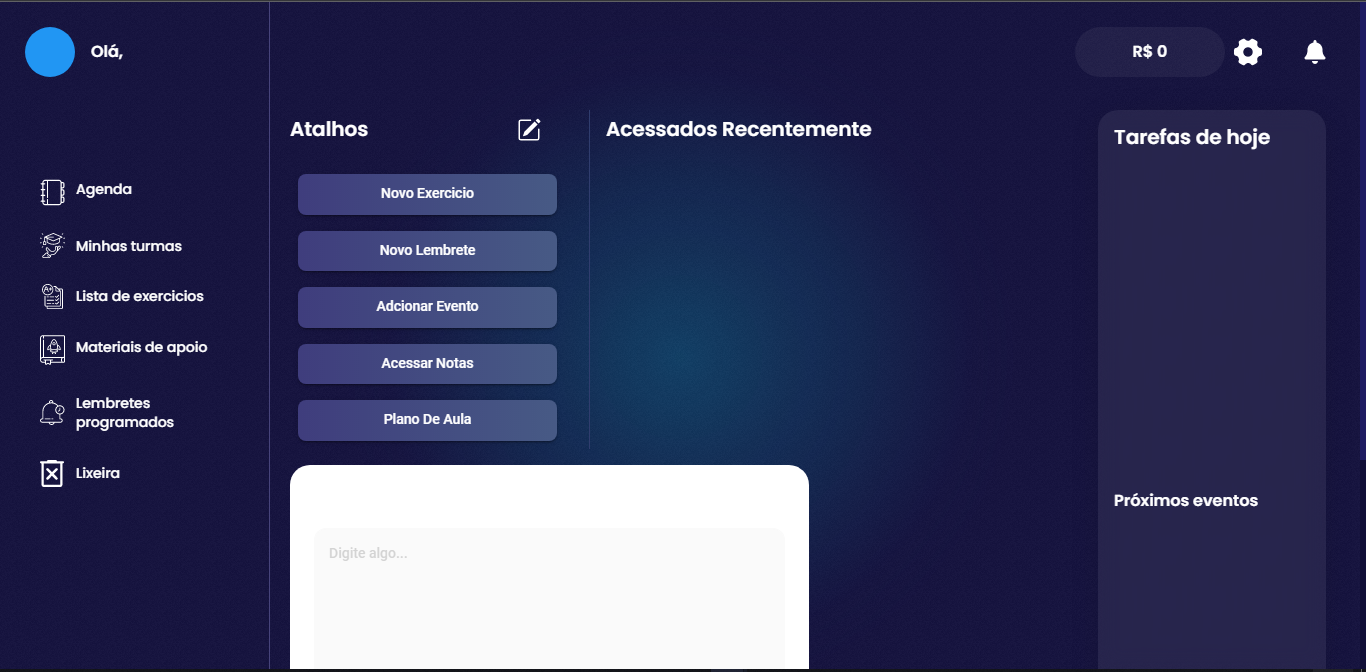 Olá,
R$ 0
Agenda
Minhas turmas
Lista de exercicios
Materiais de apoio
Lembretes
programados
Lixeira
Atalhos
Novo Exercicio
Novo Lembrete
Adcionar Evento
Acessar Notas
Plano De Aula
Acessados Recentemente
Digite algo...
Tarefas de hoje
Próximos eventos